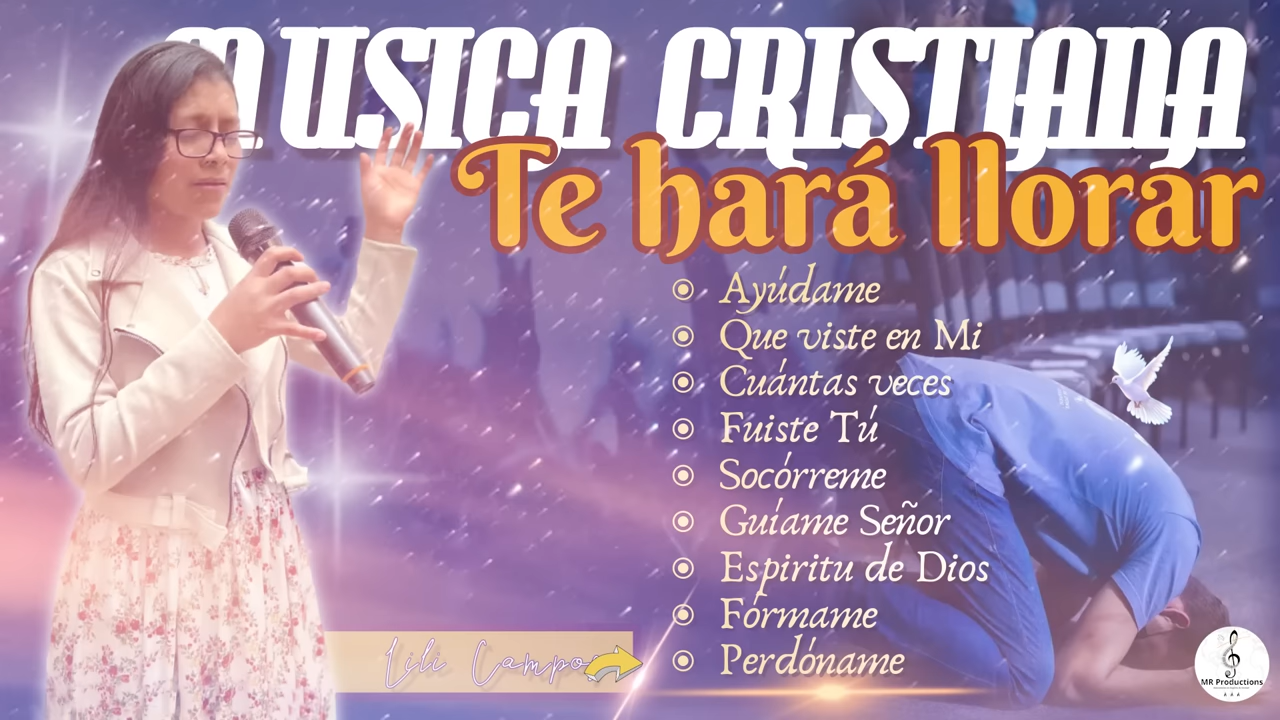 MUSICA CRISTIANA
Te hará llorar
Ayúdame
Que viste en Mi
Cuántas veces
Fuiste Tú
Socórreme
Guíame Señor
Espiritu de Dios
Fórmame
Perdóname
Lili Campos
MR Productions